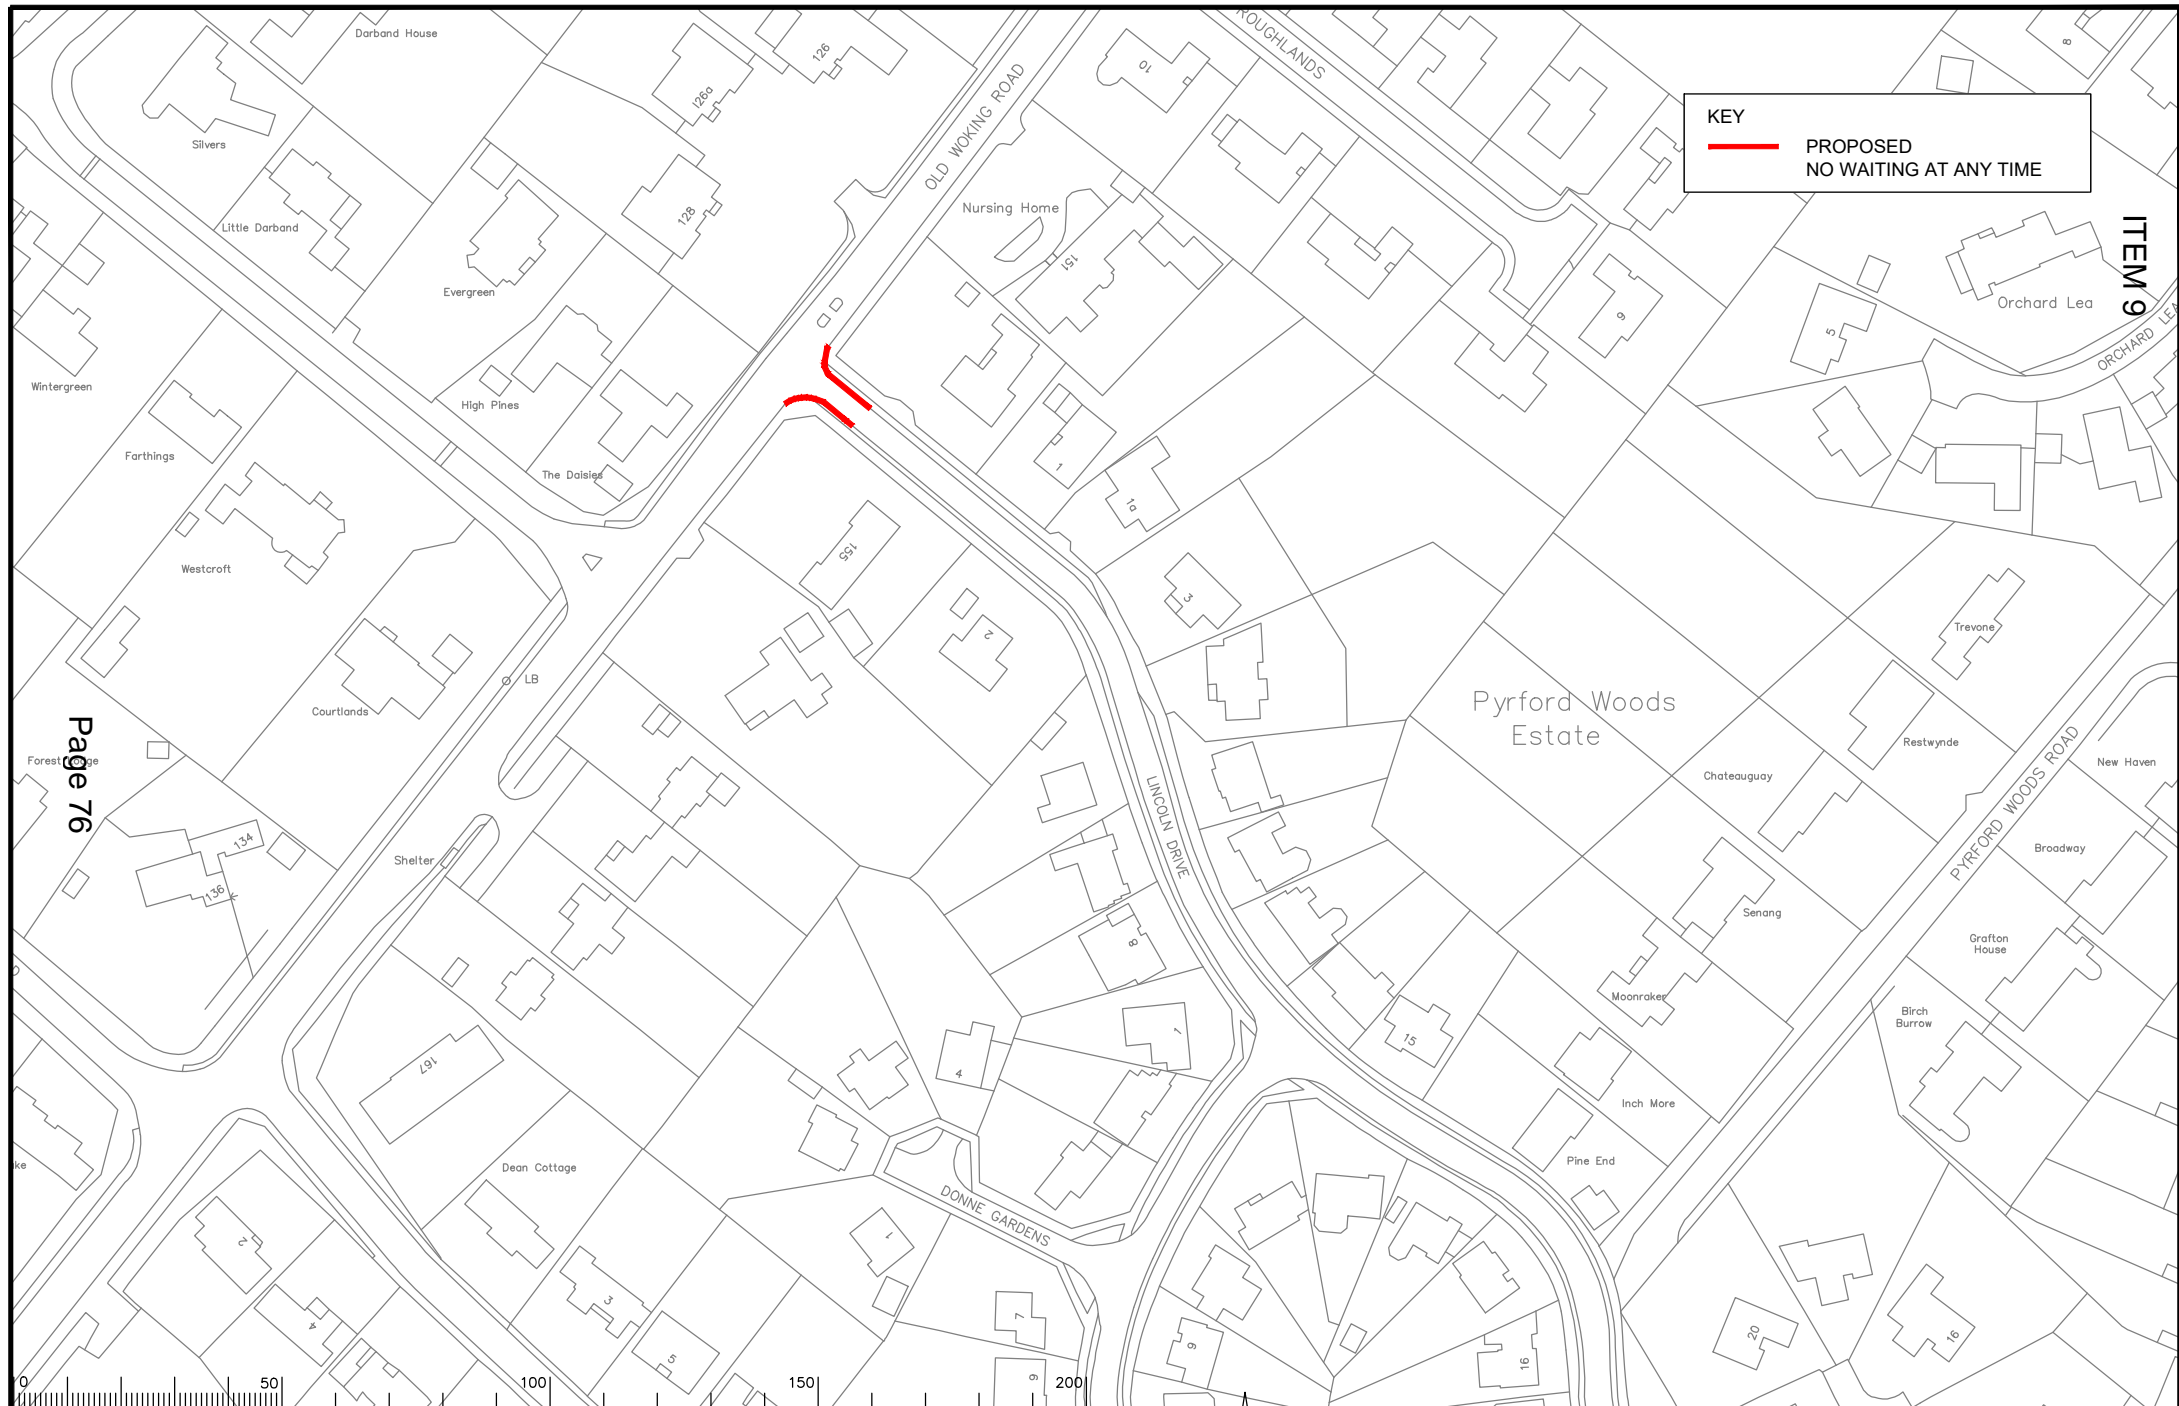 Darband House
126
126a
Silvers
OLD WOKING ROAD
10
ROUGHLANDS
8
KEY
PROPOSED
NO WAITING AT ANY TIME
ITEM 9
Little Darband
128
Nursing Home
151
Evergreen
9
5
Orchard Lea
ORCHARD LEA
Wintergreen
High Pines
Farthings
The Daisies
1
1a
155
Westcroft
3
2
Trevone
LB
Courtlands
Pyrford Woods
Estate
Restwynde
New Haven
Chateauguay
PYRFORD WOODS ROAD
Page 76
Forest Lodge
LINCOLN DRIVE
134
136
Shelter
Broadway
Senang
Grafton
House
8
Moonraker
Birch
Burrow
1
15
167
4
Inch More
Pine End
ke
Dean Cottage
DONNE GARDENS
2
1
3
4
7
5
9
9
16
20
16
0
50
100
150
200